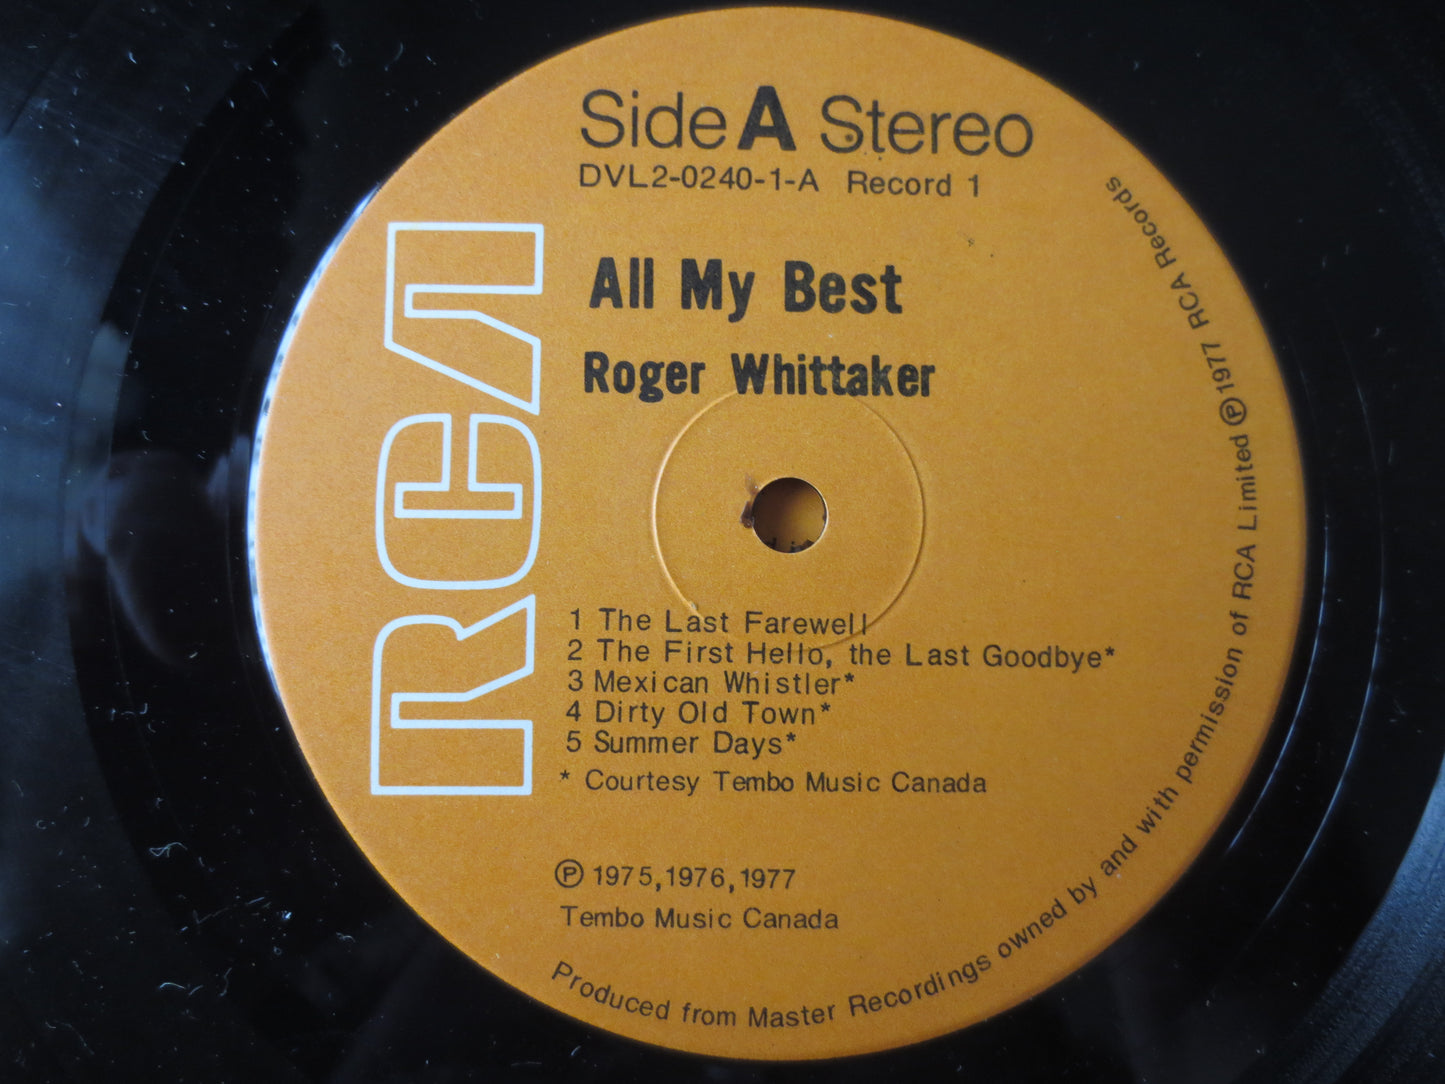 Side A Stereo
DVL2-0240-1-A Record 1
RCA
All My Best
Roger Whittaker
1 The Last Farewell
2 The First Hello, the Last Goodbye*
3 Mexican Whistler*
4 Dirty Old Town*
5 Summer Days*
* Courtesy Tembo Music Canada
℗ 1975,1976,1977
Tembo Music Canada
Produced from Master Recordings owned by and with permission of RCA Limited ℗ 1977 RCA Records